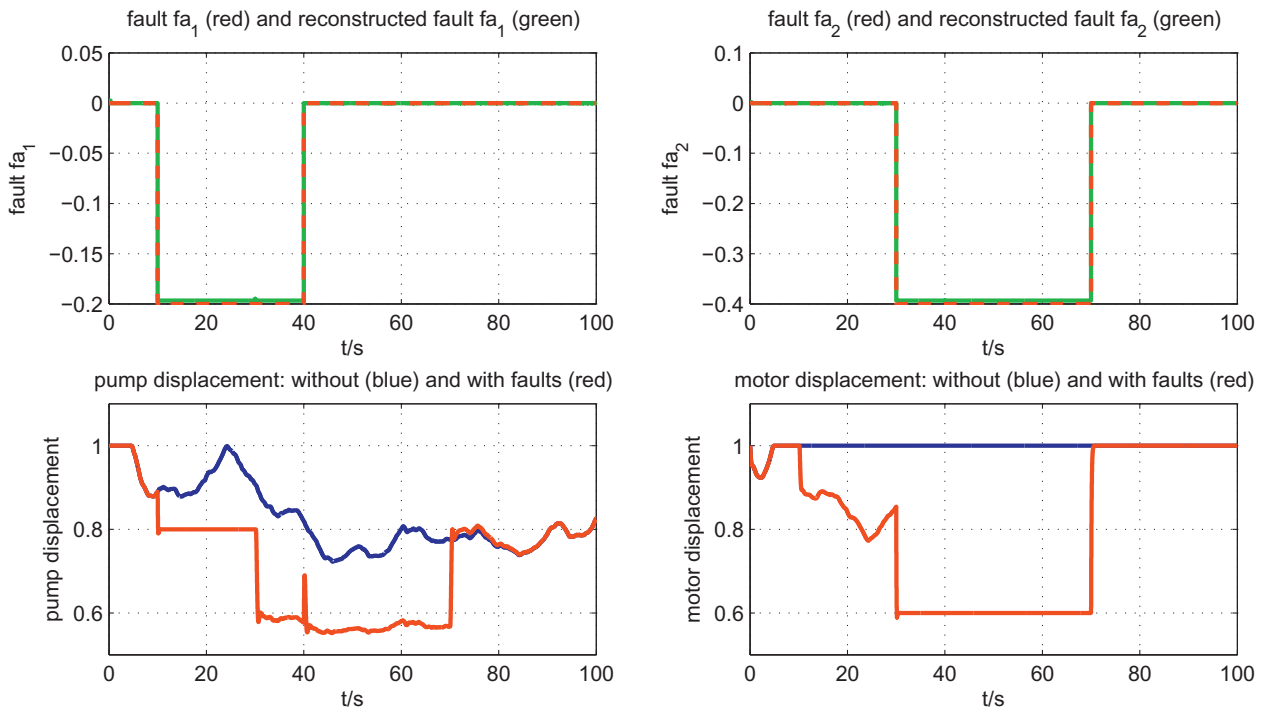 fault fa1 (red) and reconstructed fault fa1 (green)
0.05
0
−0.05
−0.1
−0.15
−0.2
fault fa1
0 20 40 60 80 100
t/s
fault fa2 (red) and reconstructed fault fa2 (green)
0.1
0
−0.1
−0.2
−0.3
−0.4
fault fa2
0 20 40 60 80 100
t/s
pump displacement: without (blue) and with faults (red)
1
0.8
0.6
pump displacement
0 20 40 60 80 100
t/s
motor displacement: without (blue) and with faults (red)
1
0.8
0.6
motor displacement
0 20 40 60 80 100
t/s